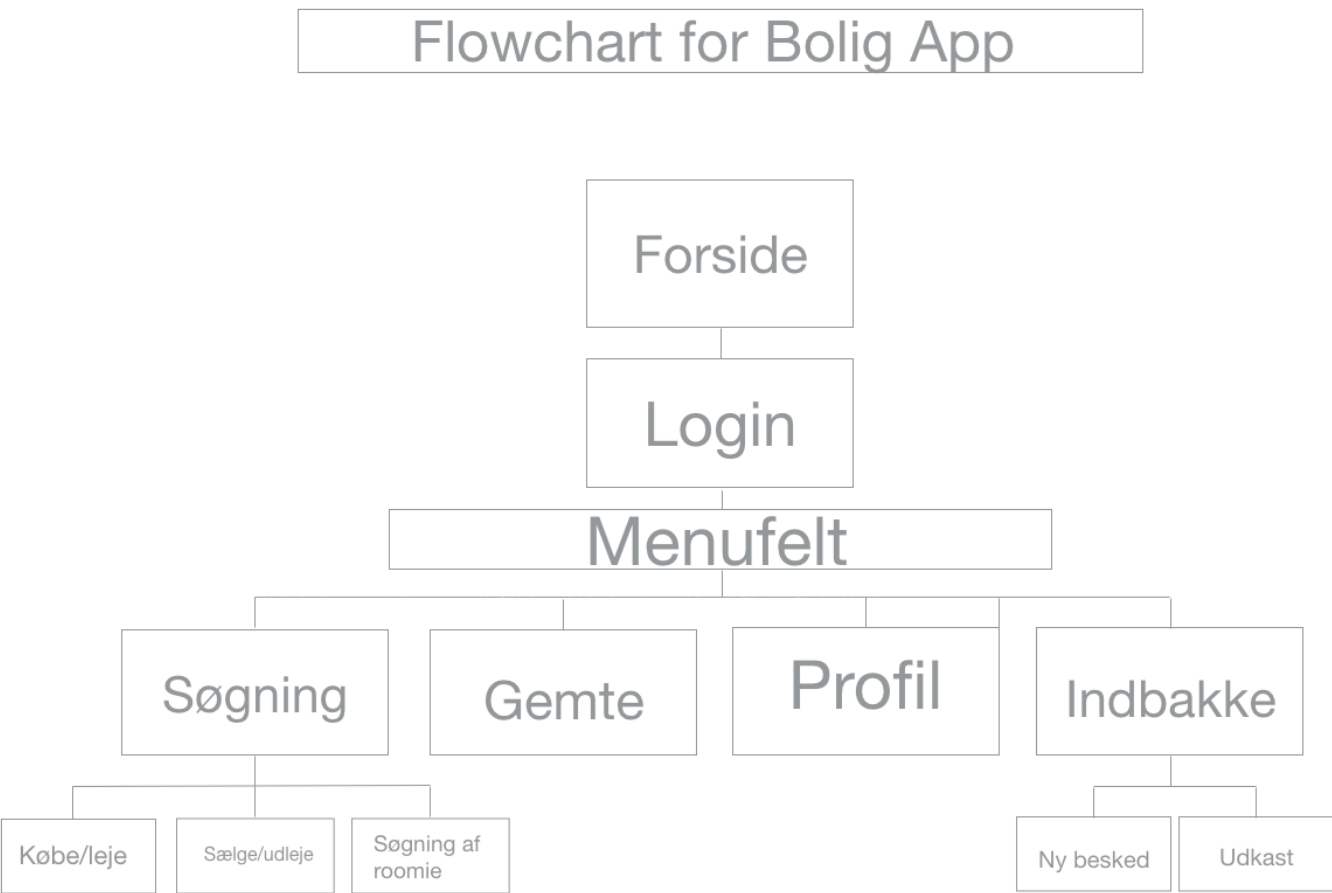 Flowchart for Bolig App
Forside
Login
Menufelt
Søgning
Gemte
Profil
Indbakke
Købe/leje
Sælge/udleje
Søgning af
roomie
Ny besked
Udkast